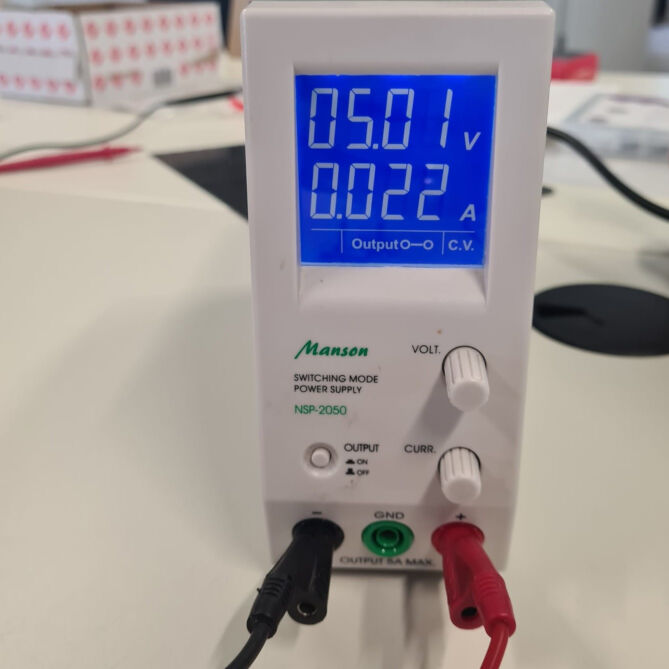 05.01 V
0.022 A
Output C.V.
Manson
VOLT.
SWITCHING MODE
POWER SUPPLY
NSP-2050
OUTPUT
ON
OFF
CURR.
− GND +
OUTPUT 5A MAX.